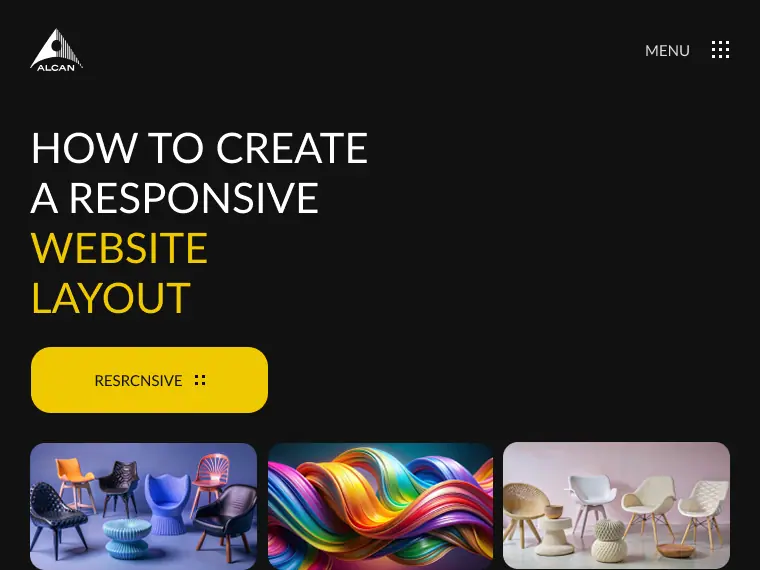 ALCAN
MENU
HOW TO CREATE
A RESPONSIVE
WEBSITE
LAYOUT
RESRCNSIVE